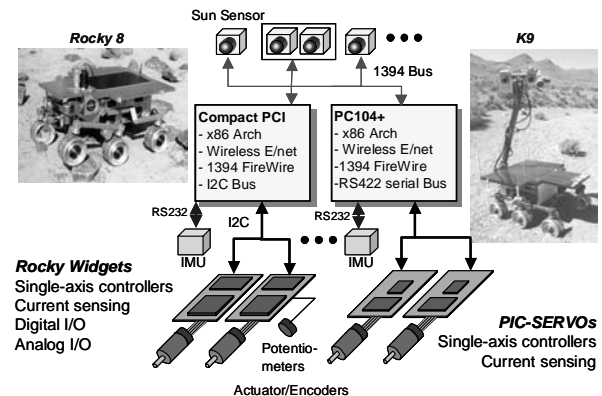 Sun Sensor
Rocky 8
K9
1394 Bus
Compact PCI
- x86 Arch
- Wireless E/net
- 1394 FireWire
- I2C Bus
PC104+
- x86 Arch
- Wireless E/net
-1394 FireWire
-RS422 serial Bus
RS232
I2C
RS232
IMU
IMU
Rocky Widgets
Single-axis controllers
Current sensing
Digital I/O
Analog I/O
Potentio-
meters
Actuator/Encoders
PIC-SERVOs
Single-axis controllers
Current sensing